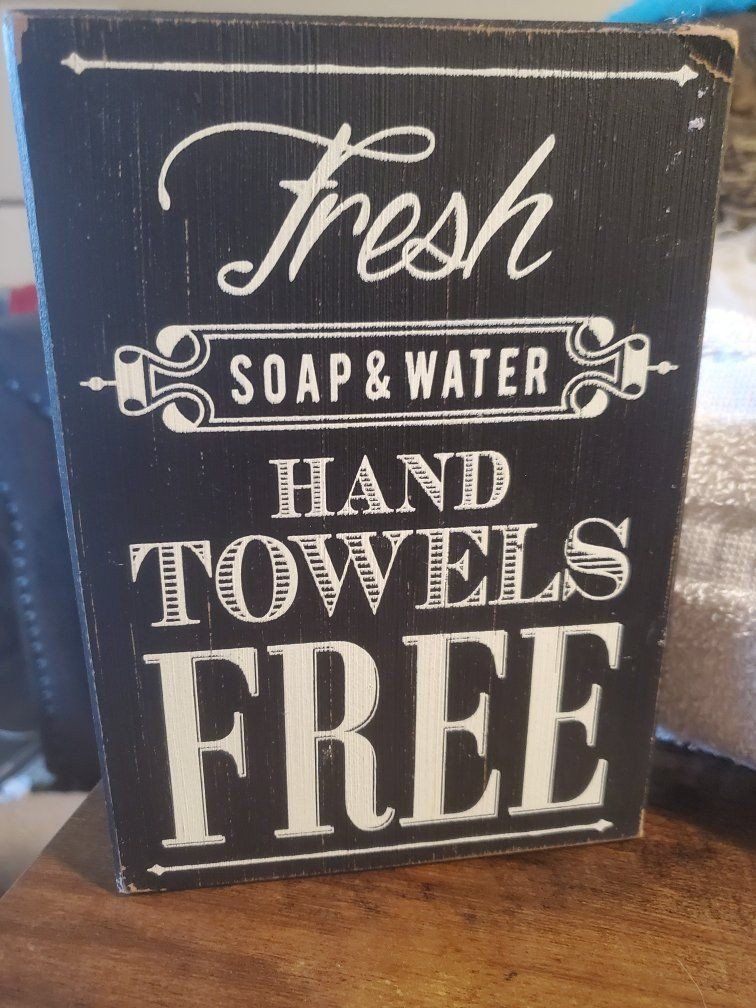 Fresh
SOAP & WATER
HAND
TOWELS
FREE